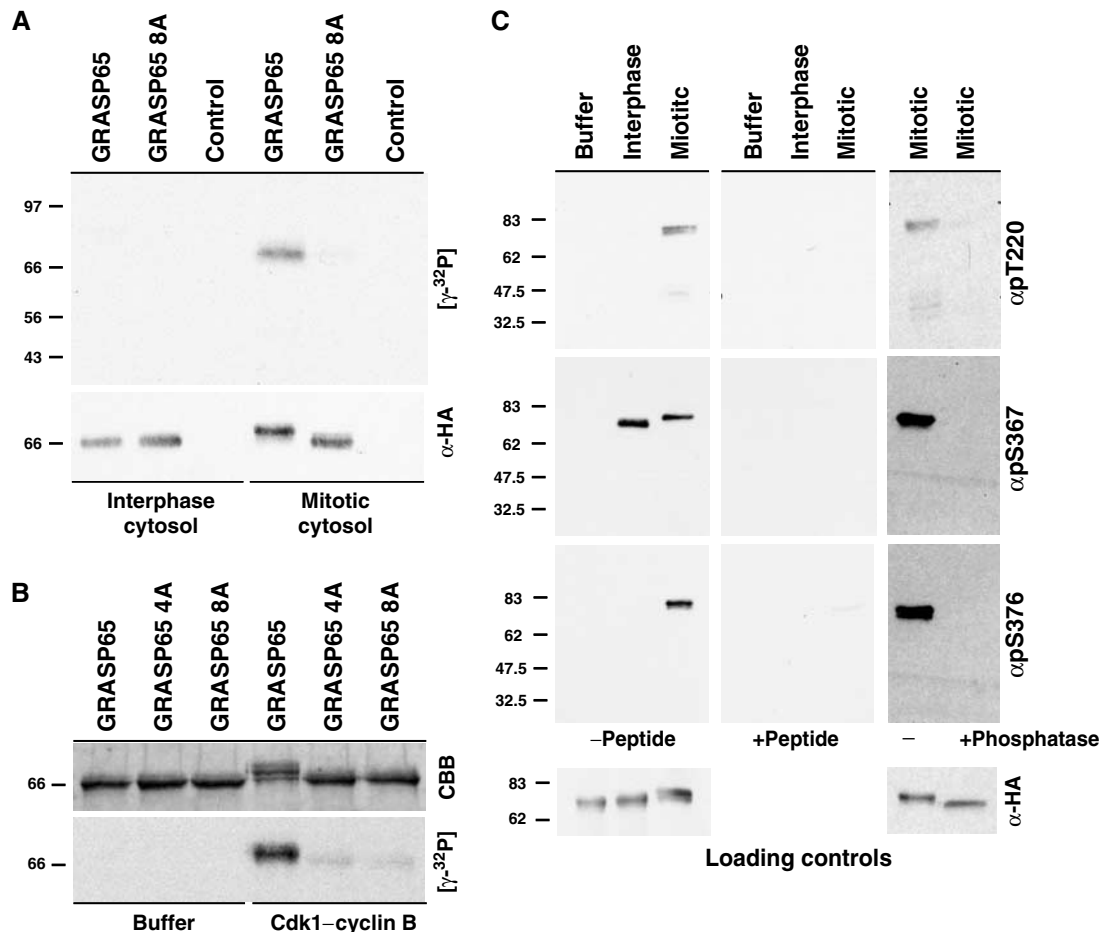 A
GRASP65
GRASP65 8A
Control
GRASP65
GRASP65 8A
Control
97
66
56
43
[γ-³²P]
66
α-HA
Interphase
cytosol
Mitotic
cytosol
B
GRASP65
GRASP65 4A
GRASP65 8A
GRASP65
GRASP65 4A
GRASP65 8A
66
CBB
66
[γ-³²P]
Buffer
Cdk1–cyclin B
C
Buffer
Interphase
Miotitc
Buffer
Interphase
Mitotic
Mitotic
Mitotic
83
62
47.5
32.5
αpT220
83
62
47.5
32.5
αpS367
83
62
47.5
32.5
αpS376
–Peptide
+Peptide
– +Phosphatase
83
62
α-HA
Loading controls